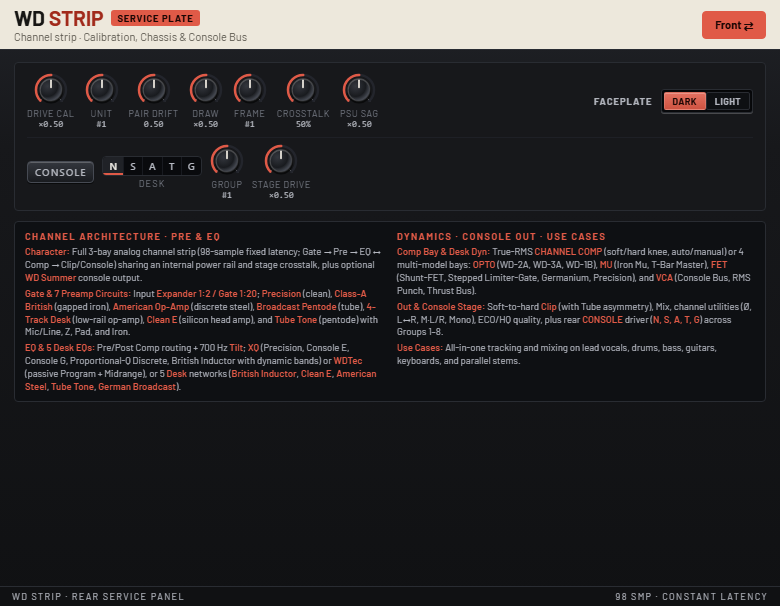 WD STRIP SERVICE PLATE
Channel strip · Calibration, Chassis & Console Bus
Front ⇄
DRIVE CAL UNIT PAIR DRIFT DRAW FRAME CROSSTALK PSU SAG
×0.50 #1 0.50 ×0.50 #1 50% ×0.50
FACEPLATE DARK LIGHT
CONSOLE N S A T G
DESK GROUP STAGE DRIVE
#1 ×0.50
CHANNEL ARCHITECTURE · PRE & EQ
Character: Full 3-bay analog channel strip (98-sample fixed latency; Gate → Pre → EQ ↔
Comp → Clip/Console) sharing an internal power rail and stage crosstalk, plus optional
WD Summer console output.
Gate & 7 Preamp Circuits: Input Expander 1:2 / Gate 1:20; Precision (clean), Class-A
British (gapped iron), American Op-Amp (discrete steel), Broadcast Pentode (tube), 4-
Track Desk (low-rail op-amp), Clean E (silicon head amp), and Tube Tone (pentode) with
Mic/Line, Z, Pad, and Iron.
EQ & 5 Desk EQs: Pre/Post Comp routing + 700 Hz Tilt; XQ (Precision, Console E,
Console G, Proportional-Q Discrete, British Inductor with dynamic bands) or WDTec
(passive Program + Midrange), or 5 Desk networks (British Inductor, Clean E, American
Steel, Tube Tone, German Broadcast).
DYNAMICS · CONSOLE OUT · USE CASES
Comp Bay & Desk Dyn: True-RMS CHANNEL COMP (soft/hard knee, auto/manual) or 4
multi-model bays: OPTO (WD-2A, WD-3A, WD-1B), MU (Iron Mu, T-Bar Master), FET
(Shunt-FET, Stepped Limiter-Gate, Germanium, Precision), and VCA (Console Bus, RMS
Punch, Thrust Bus).
Out & Console Stage: Soft-to-hard Clip (with Tube asymmetry), Mix, channel utilities (Ø,
L↔R, M-L/R, Mono), ECO/HQ quality, plus rear CONSOLE driver (N, S, A, T, G) across
Groups 1–8.
Use Cases: All-in-one tracking and mixing on lead vocals, drums, bass, guitars,
keyboards, and parallel stems.
WD STRIP · REAR SERVICE PANEL
98 SMP · CONSTANT LATENCY